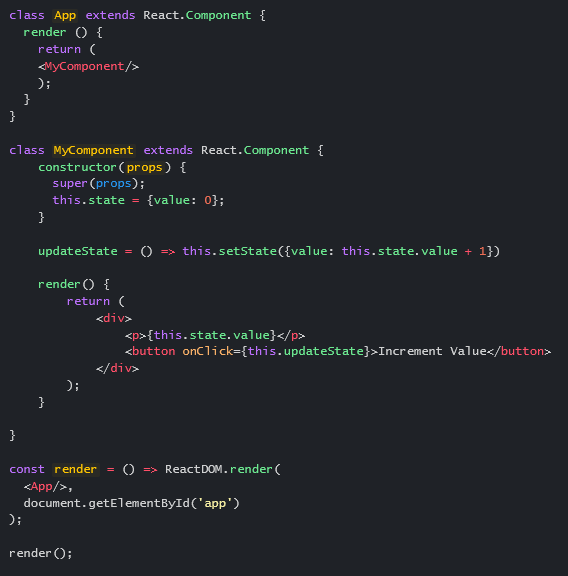 class App extends React.Component {
  render () {
    return (
    <MyComponent/>
    );
  }
}

class MyComponent extends React.Component {
    constructor(props) {
      super(props);
      this.state = {value: 0};
    }

    updateState = () => this.setState({value: this.state.value + 1})

    render() {
        return (
            <div>
                <p>{this.state.value}</p>
                <button onClick={this.updateState}>Increment Value</button>
            </div>
        );
    }

}

const render = () => ReactDOM.render(
  <App/>,
  document.getElementById('app')
);

render();